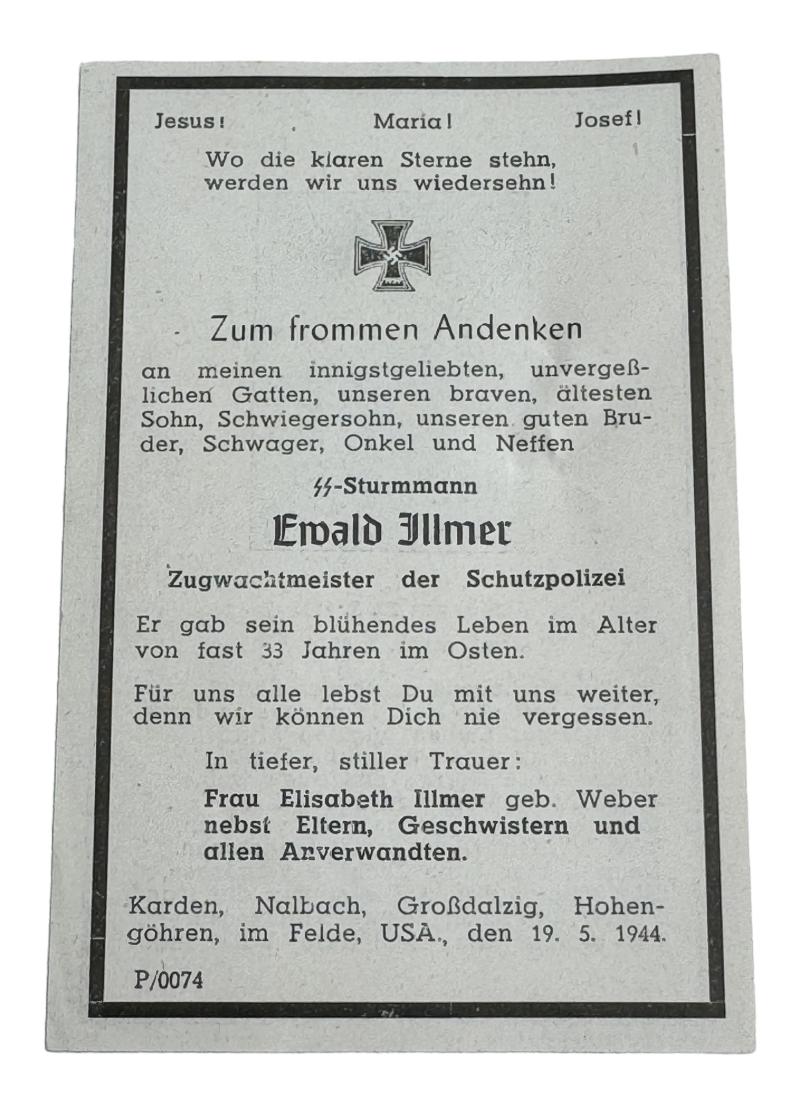 Jesus! Maria! Josef!
Wo die klaren Sterne stehn,
werden wir uns wiedersehn!
Zum frommen Andenken
an meinen innigstgeliebten, unvergeß-
lichen Gatten, unseren braven, ältesten
Sohn, Schwiegersohn, unseren guten Bru-
der, Schwager, Onkel und Neffen
ᛋᛋ-Sturmmann
Ewald Illmer
Zugwachtmeister der Schutzpolizei
Er gab sein blühendes Leben im Alter
von fast 33 Jahren im Osten.
Für uns alle lebst Du mit uns weiter,
denn wir können Dich nie vergessen.
In tiefer, stiller Trauer:
Frau Elisabeth Illmer geb. Weber
nebst Eltern, Geschwistern und
allen Anverwandten.
Karden, Nalbach, Großdalzig, Hohen-
göhren, im Felde, USA., den 19. 5. 1944.
P/0074